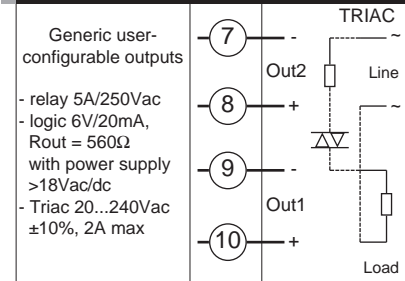 Generic user-
configurable outputs
- relay 5A/250Vac
- logic 6V/20mA,
Rout = 560Ω
with power supply
>18Vac/dc
- Triac 20...240Vac
±10%, 2A max
7 -
Out2
8 +
9 -
Out1
10 +
TRIAC
~
Line
~
Load